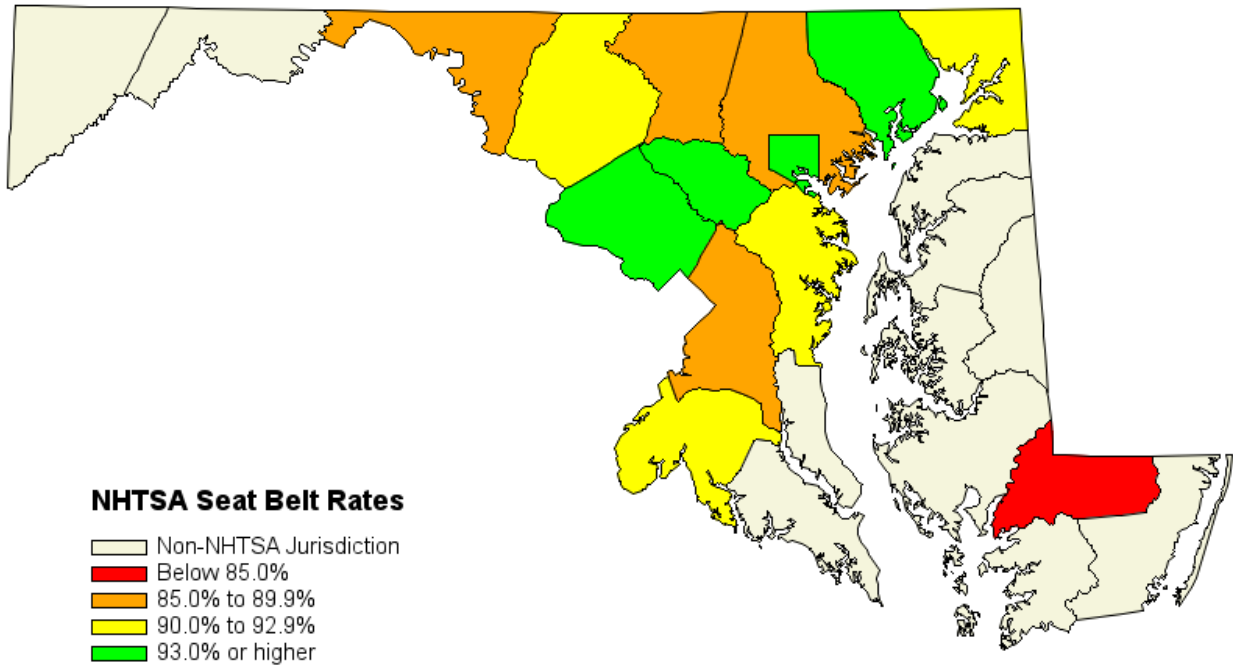 NHTSA Seat Belt Rates
Non-NHTSA Jurisdiction
Below 85.0%
85.0% to 89.9%
90.0% to 92.9%
93.0% or higher